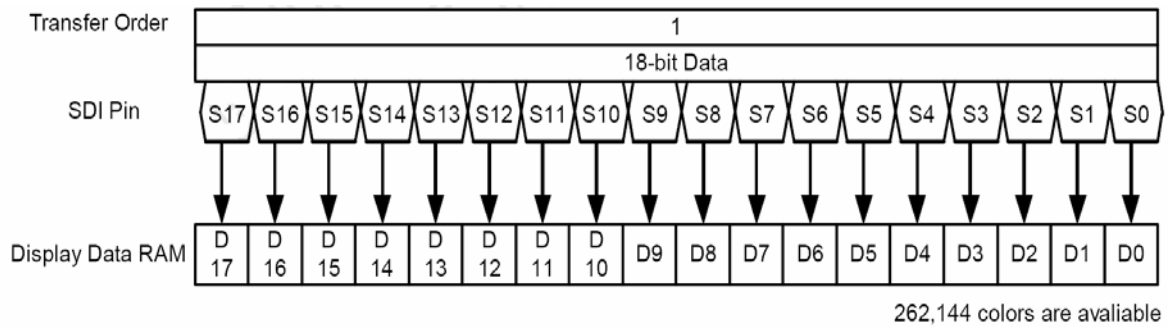 Transfer Order 1
18-bit Data
SDI Pin S17 S16 S15 S14 S13 S12 S11 S10 S9 S8 S7 S6 S5 S4 S3 S2 S1 S0
Display Data RAM D 17 D 16 D 15 D 14 D 13 D 12 D 11 D 10 D9 D8 D7 D6 D5 D4 D3 D2 D1 D0
262,144 colors are avaliable